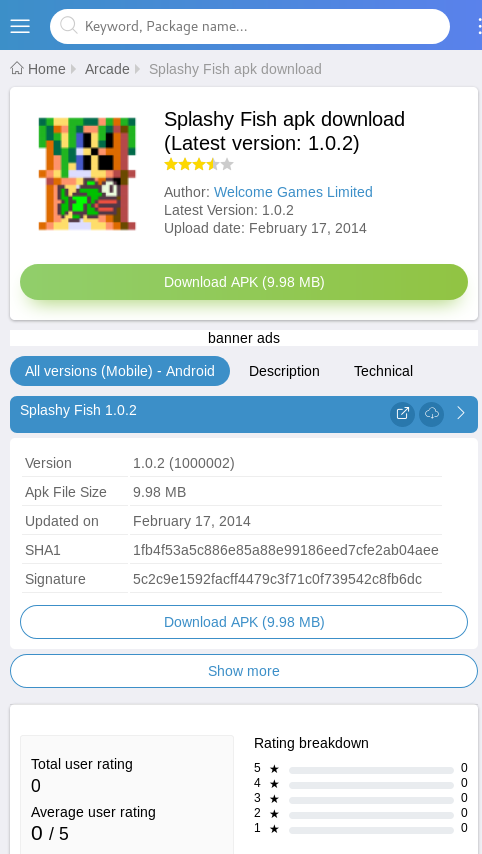 Keyword, Package name...
Home Arcade Splashy Fish apk download
Splashy Fish apk download
(Latest version: 1.0.2)
Author: Welcome Games Limited
Latest Version: 1.0.2
Upload date: February 17, 2014
Download APK (9.98 MB)
banner ads
All versions (Mobile) - Android Description Technical
Splashy Fish 1.0.2
Version 1.0.2 (1000002)
Apk File Size 9.98 MB
Updated on February 17, 2014
SHA1 1fb4f53a5c886e85a88e99186eed7cfe2ab04aee
Signature 5c2c9e1592facff4479c3f71c0f739542c8fb6dc
Download APK (9.98 MB)
Show more
Total user rating
0
Average user rating
0 / 5
Rating breakdown
5 ★ 0
4 ★ 0
3 ★ 0
2 ★ 0
1 ★ 0